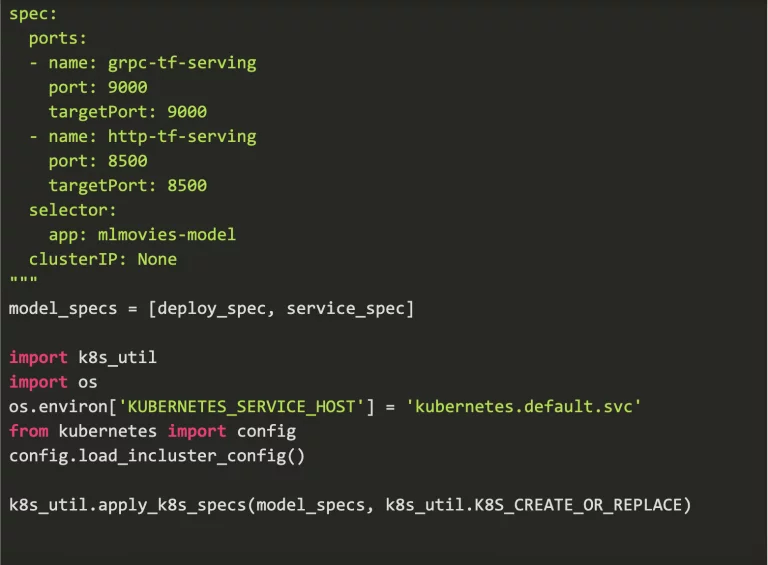 spec:
  ports:
  - name: grpc-tf-serving
    port: 9000
    targetPort: 9000
  - name: http-tf-serving
    port: 8500
    targetPort: 8500
  selector:
    app: mlmovies-model
  clusterIP: None
"""
model_specs = [deploy_spec, service_spec]

import k8s_util
import os
os.environ['KUBERNETES_SERVICE_HOST'] = 'kubernetes.default.svc'
from kubernetes import config
config.load_incluster_config()

k8s_util.apply_k8s_specs(model_specs, k8s_util.K8S_CREATE_OR_REPLACE)